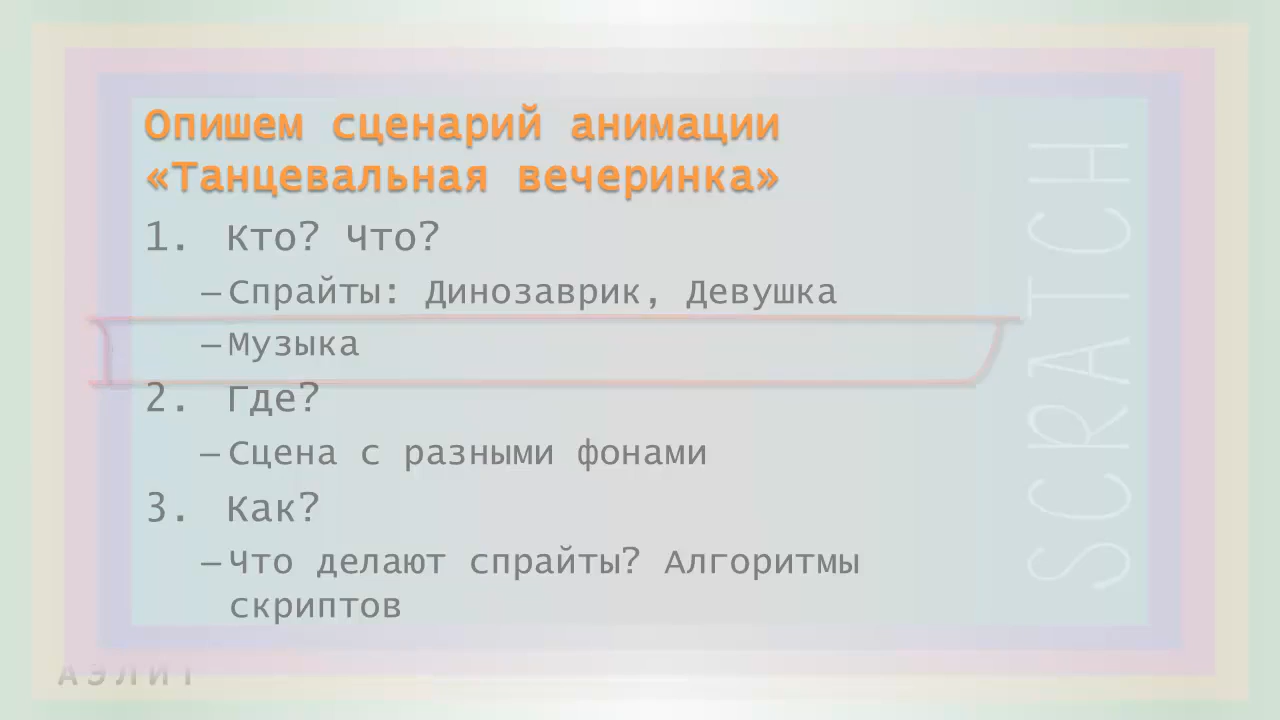 Опишем сценарий анимации
«Танцевальная вечеринка»
1. Кто? Что?
–Спрайты: Динозаврик, Девушка
–Музыка
2. Где?
–Сцена с разными фонами
3. Как?
–Что делают спрайты? Алгоритмы
скриптов
SCRATCH